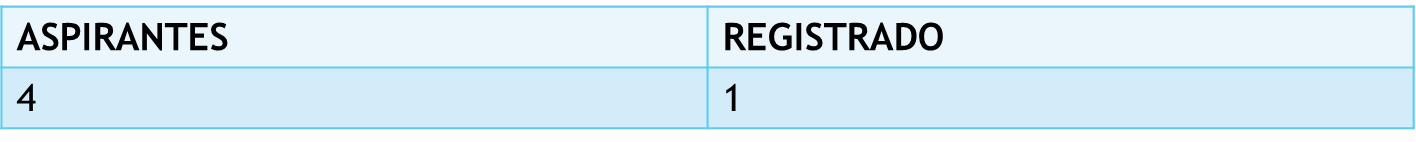 ASPIRANTES REGISTRADO
4 1